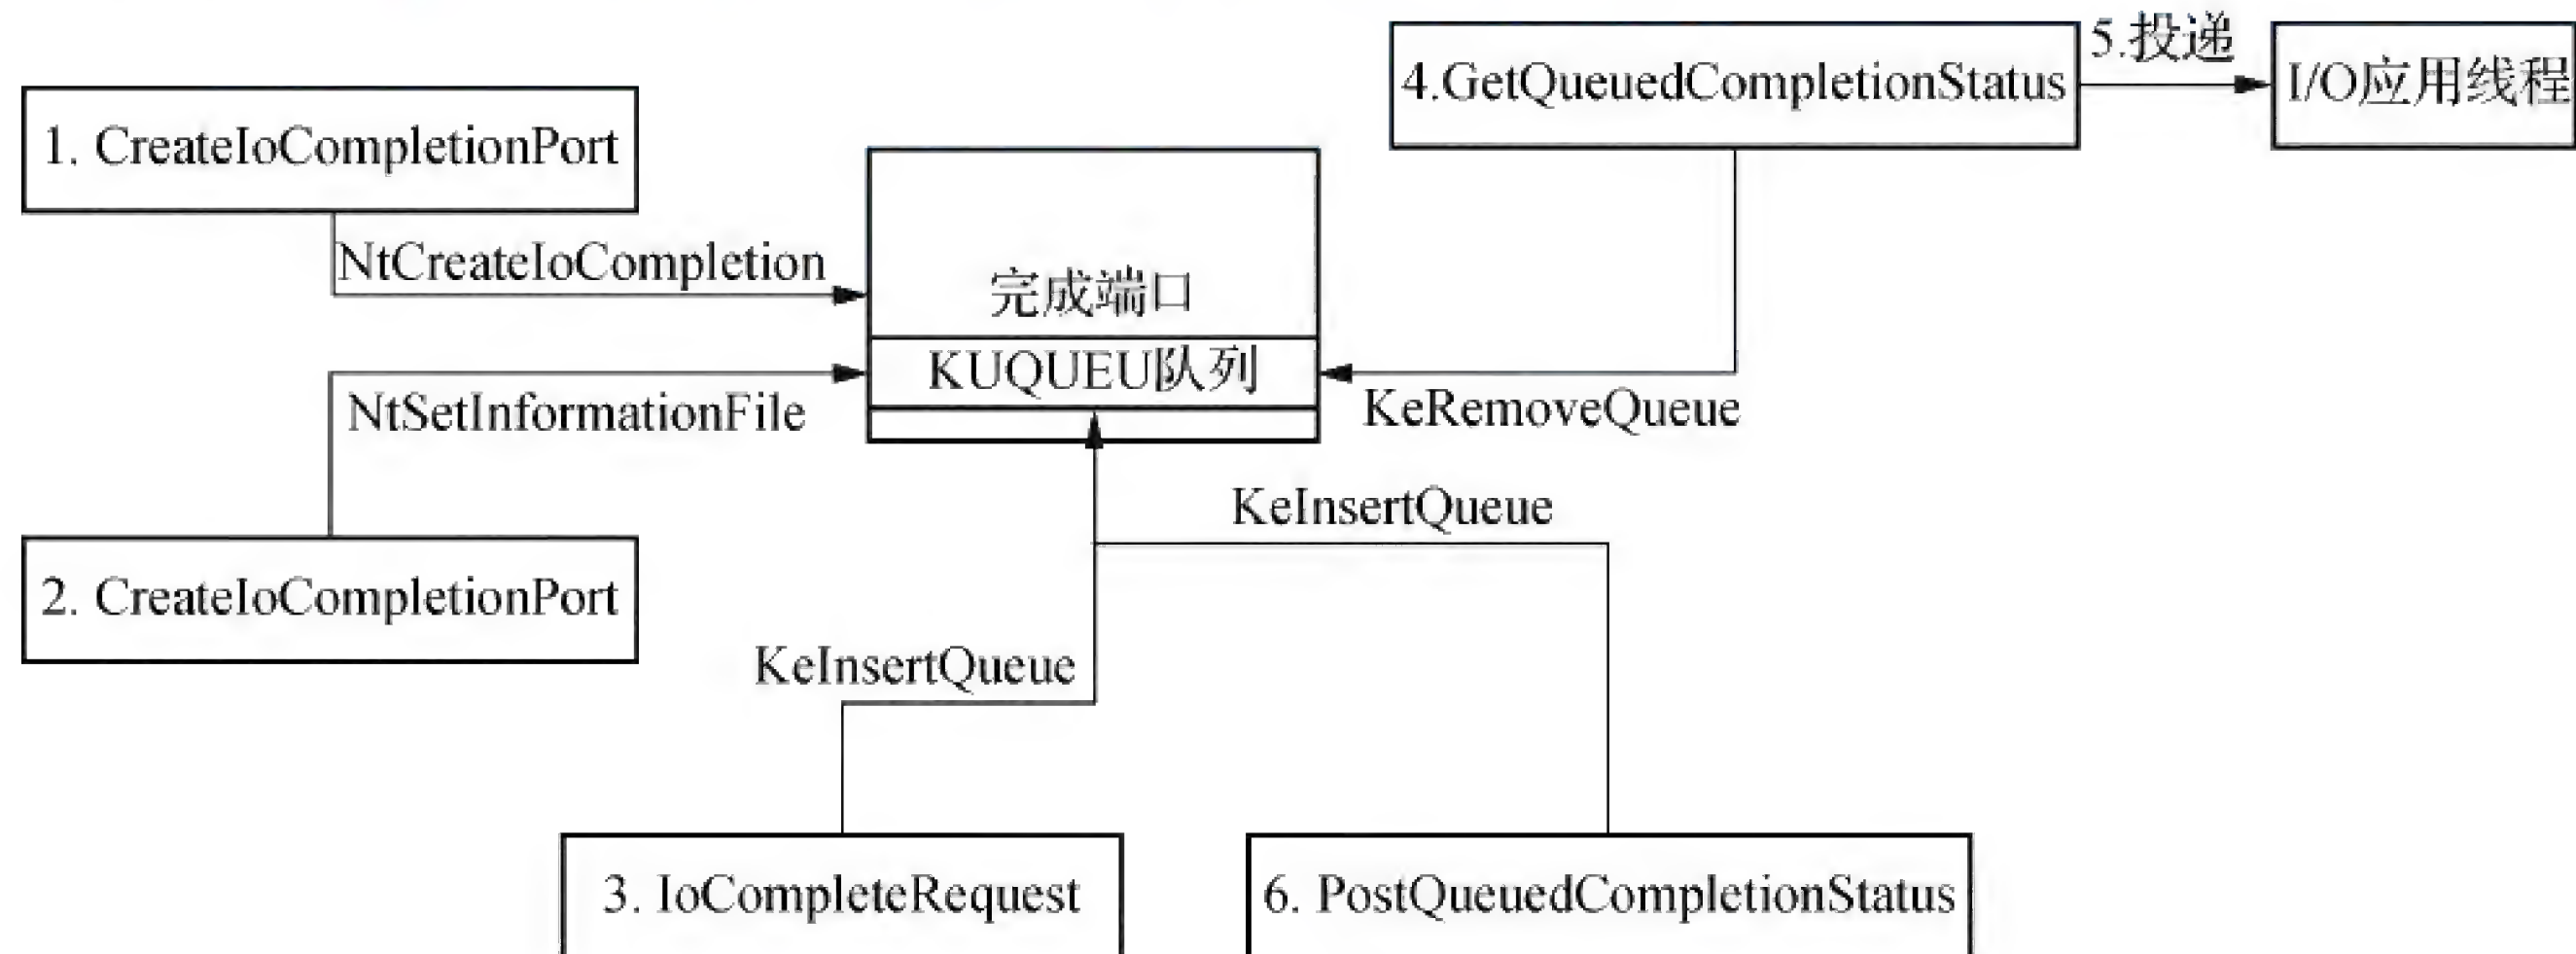 5.投递
4.GetQueuedCompletionStatus
I/O应用线程
1. CreateIoCompletionPort
NtCreateIoCompletion
完成端口
KUQUEU队列
NtSetInformationFile
KeRemoveQueue
KeInsertQueue
2. CreateIoCompletionPort
KeInsertQueue
3. IoCompleteRequest
6. PostQueuedCompletionStatus